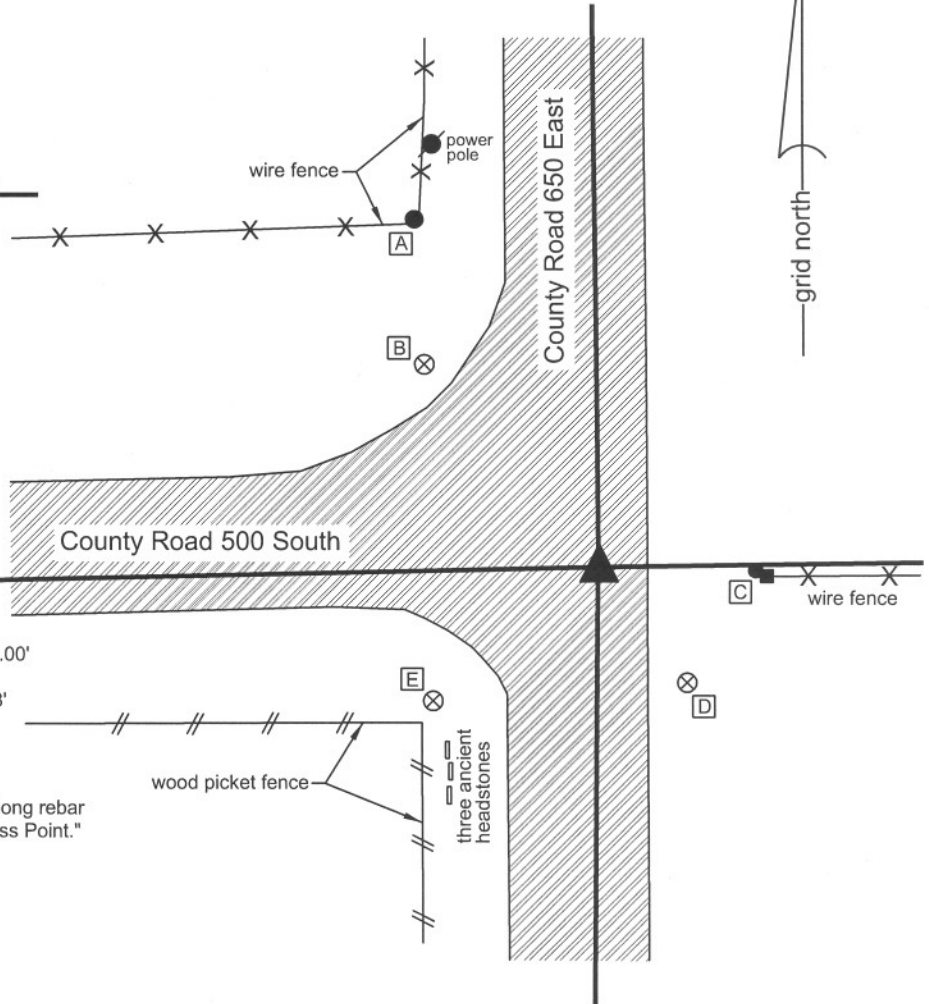 power
pole
wire fence
A
County Road 650 East
grid north
B
County Road 500 South
C
wire fence
.00'
E
D
wood picket fence
three ancient
headstones
ong rebar
ss Point."